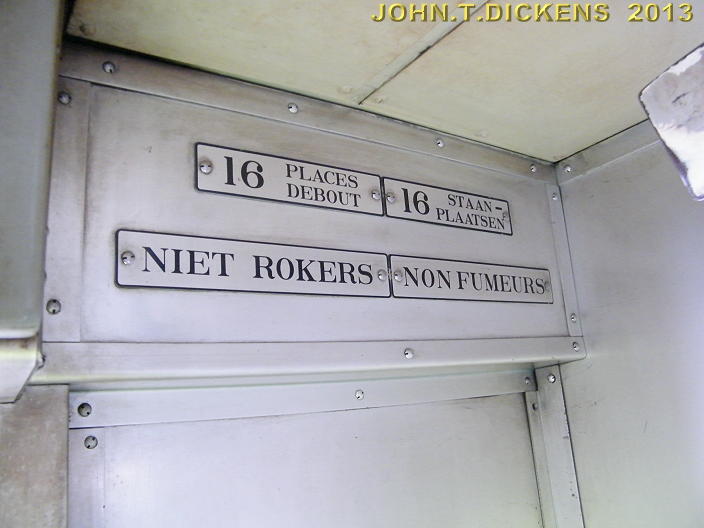 JOHN.T.DICKENS 2013
16 PLACES DEBOUT
16 STAAN-PLAATSEN
NIET ROKERS
NON FUMEURS